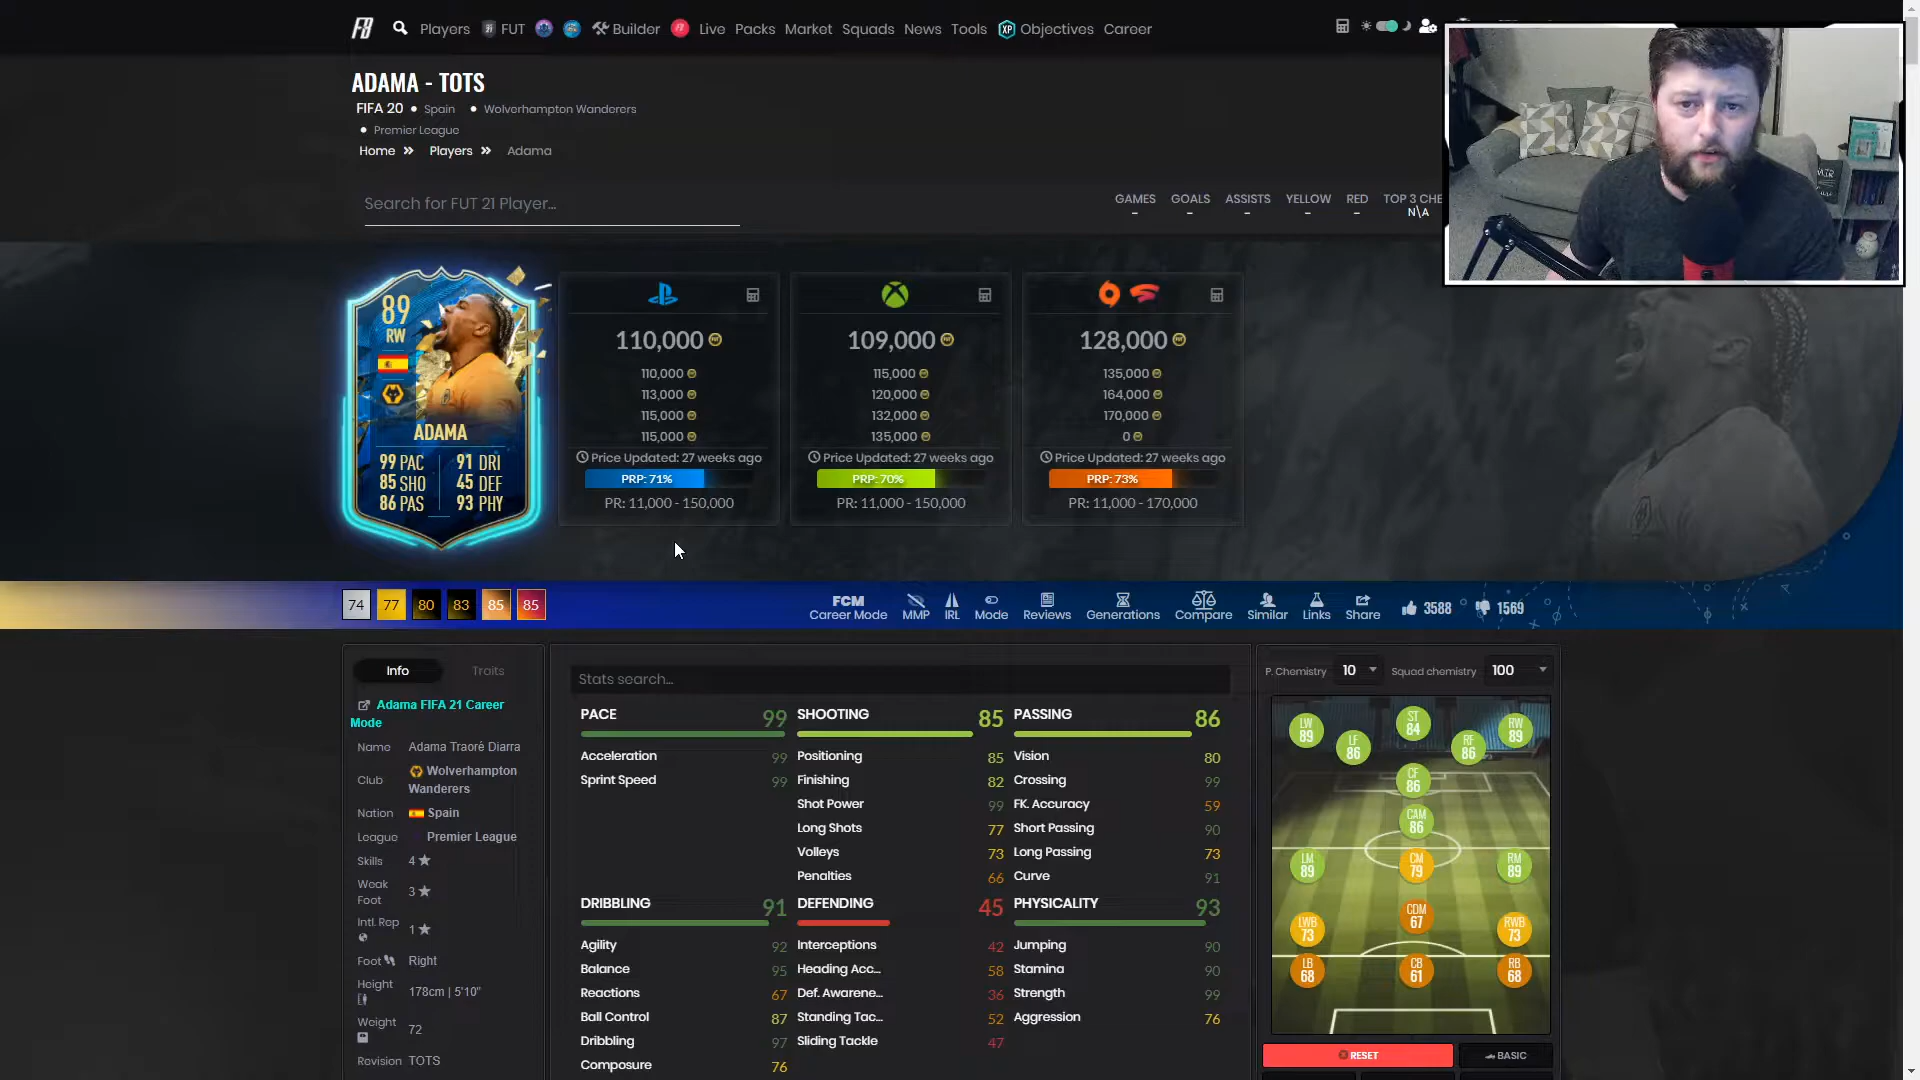 FB Players FUT Builder Live Packs Market Squads News Tools XP Objectives Career
ADAMA - TOTS
FIFA 20 • Spain • Wolverhampton Wanderers
• Premier League
Home » Players » Adama
Search for FUT 21 Player...
GAMES GOALS ASSISTS YELLOW RED TOP 3 CHE
- - - - - N\A
89
RW
ADAMA
99 PAC 91 DRI
85 SHO 45 DEF
86 PAS 93 PHY
110,000
110,000
113,000
115,000
115,000
Price Updated: 27 weeks ago
PRP: 71%
PR: 11,000 - 150,000
109,000
115,000
120,000
132,000
135,000
Price Updated: 27 weeks ago
PRP: 70%
PR: 11,000 - 150,000
128,000
135,000
164,000
170,000
0
Price Updated: 27 weeks ago
PRP: 73%
PR: 11,000 - 170,000
74 77 80 83 85 85
FCM
Career Mode MMP IRL Mode Reviews Generations Compare Similar Links Share 3588 1569
Info Traits
Adama FIFA 21 Career
Mode
Name Adama Traoré Diarra
Club Wolverhampton
Wanderers
Nation Spain
League Premier League
Skills 4
Weak
Foot 3
Intl. Rep 1
Foot Right
Height 178cm | 5'10"
Weight 72
Revision TOTS
Stats search...
PACE 99
Acceleration 99
Sprint Speed 99
SHOOTING 85
Positioning 85
Finishing 82
Shot Power 99
Long Shots 77
Volleys 73
Penalties 66
PASSING 86
Vision 80
Crossing 99
FK. Accuracy 59
Short Passing 90
Long Passing 73
Curve 91
DRIBBLING 91
Agility 92
Balance 95
Reactions 67
Ball Control 87
Dribbling 97
Composure 76
DEFENDING 45
Interceptions 42
Heading Acc... 58
Def. Awarene... 36
Standing Tac... 52
Sliding Tackle 47
PHYSICALITY 93
Jumping 90
Stamina 90
Strength 99
Aggression 76
P. Chemistry 10 Squad chemistry 100
LW
89
ST
84
RW
89
LF
86
RF
86
CF
86
CAM
86
LM
89
CM
79
RM
89
CDM
67
LWB
73
RWB
73
LB
68
CB
61
RB
68
RESET BASIC